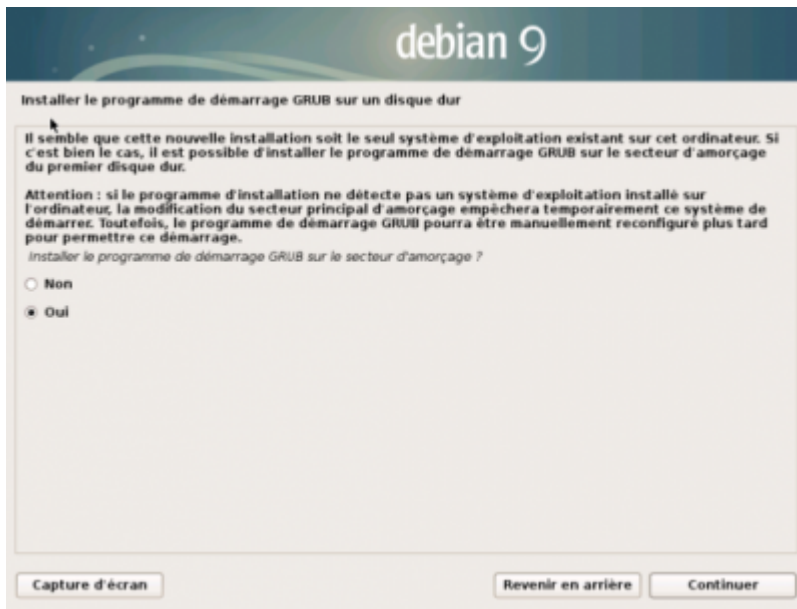 debian 9
Installer le programme de démarrage GRUB sur un disque dur
Il semble que cette nouvelle installation soit le seul système d'exploitation existant sur cet ordinateur. Si
c'est bien le cas, il est possible d'installer le programme de démarrage GRUB sur le secteur d'amorçage
du premier disque dur.
Attention : si le programme d'installation ne détecte pas un système d'exploitation installé sur
l'ordinateur, la modification du secteur principal d'amorçage empêchera temporairement ce système de
démarrer. Toutefois, le programme de démarrage GRUB pourra être manuellement reconfiguré plus tard
pour permettre ce démarrage.
Installer le programme de démarrage GRUB sur le secteur d'amorçage ?
Non
Oui
Capture d'écran
Revenir en arrière
Continuer